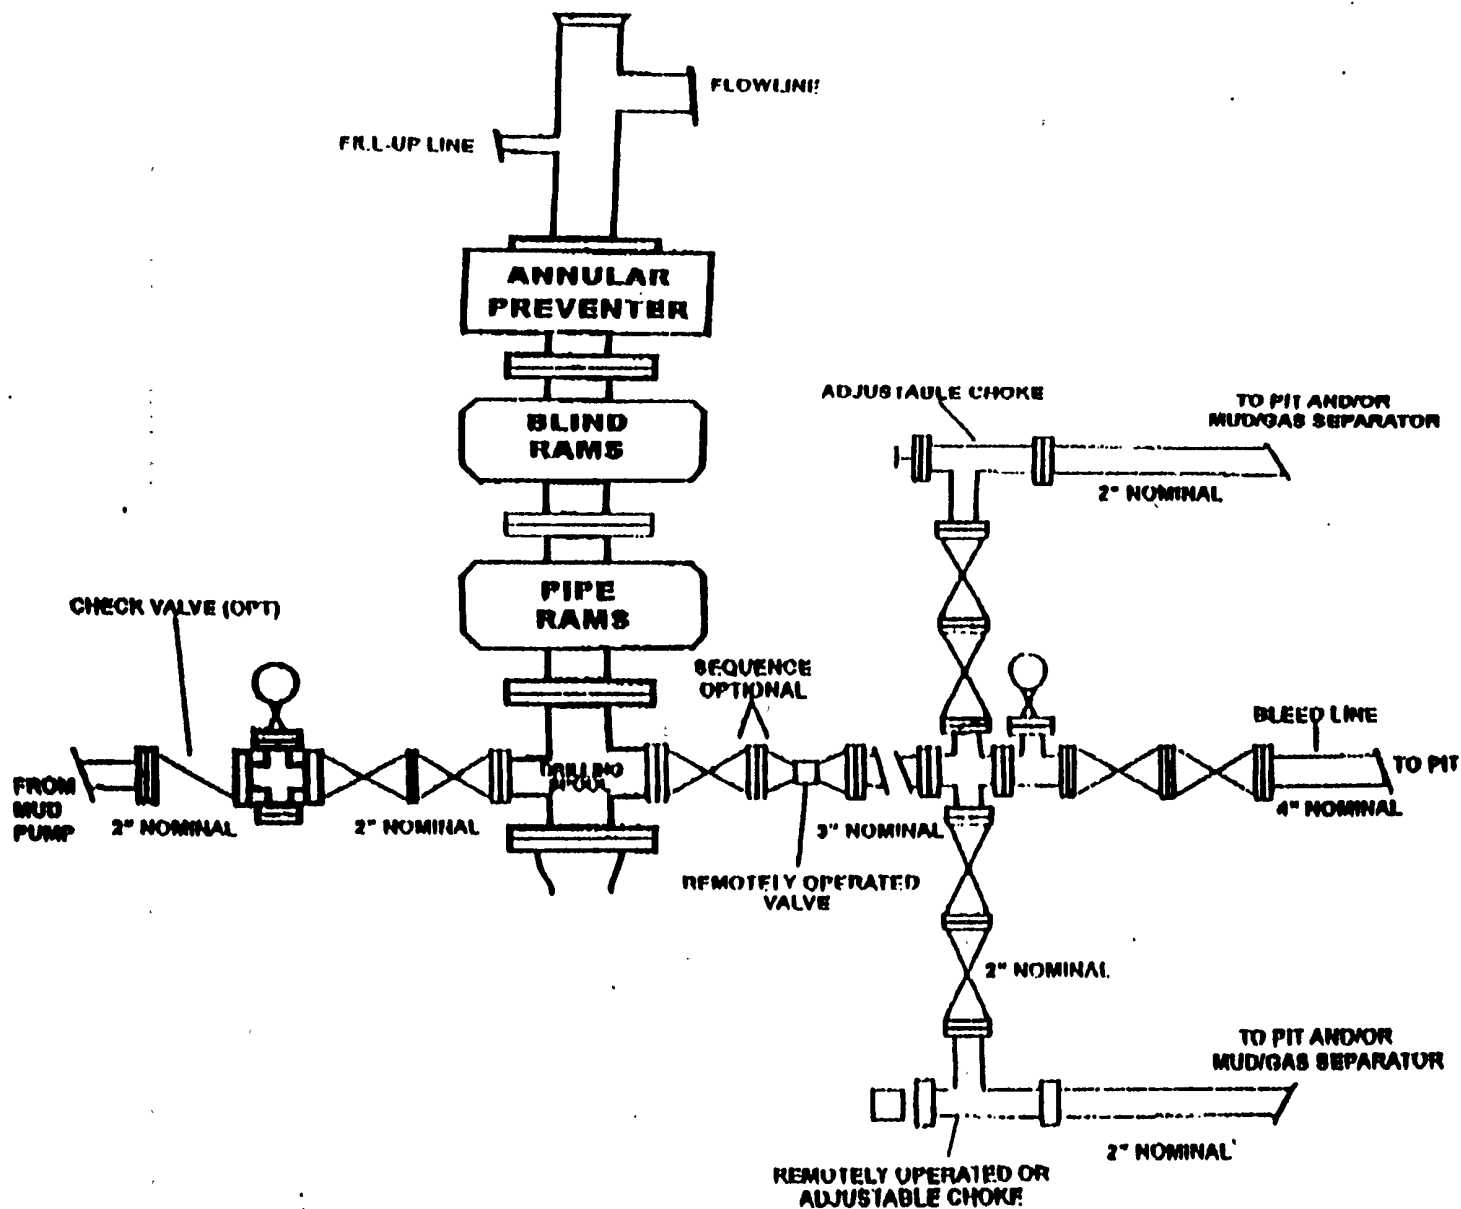 FLOWLINE
FILL-UP LINE
ANNULAR
PREVENTER
BLIND
RAMS
ADJUSTABLE CHOKE
TO PIT AND/OR
MUD/GAS SEPARATOR
2" NOMINAL
PIPE
RAMS
CHECK VALVE (OPT)
SEQUENCE
OPTIONAL
BLEED LINE
TO PIT
4" NOMINAL
FROM
MUD
PUMP
2" NOMINAL
2" NOMINAL
DRILLING
SPOOL
3" NOMINAL
REMOTELY OPERATED
VALVE
2" NOMINAL
TO PIT AND/OR
MUD/GAS SEPARATOR
2" NOMINAL
REMOTELY OPERATED OR
ADJUSTABLE CHOKE